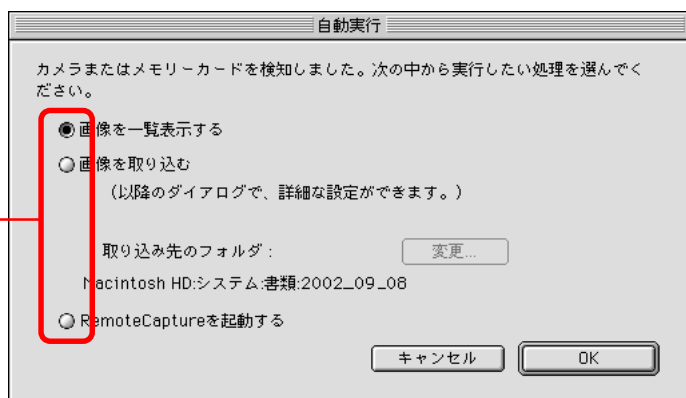 自動実行
カメラまたはメモリーカードを検知しました。次の中から実行したい処理を選んでく
ださい。
画像を一覧表示する
画像を取り込む
(以降のダイアログで、詳細な設定ができます。)
取り込み先のフォルダ: 変更...
Macintosh HD:システム:書類:2002_09_08
RemoteCaptureを起動する
キャンセル OK